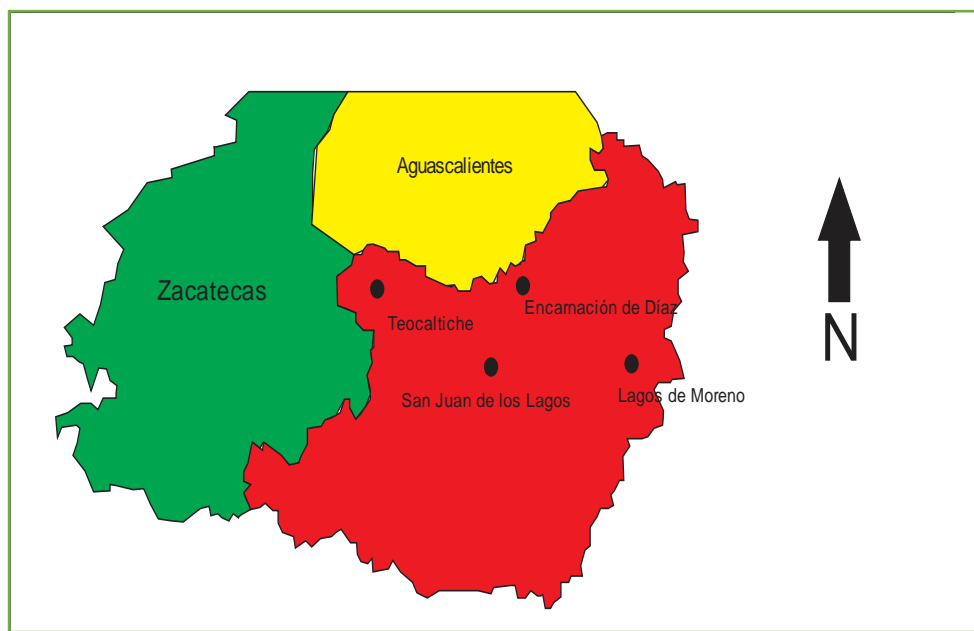 Aguascalientes
Zacatecas
Encarnación de Díaz
Teocaltiche
N
San Juan de los Lagos
Lagos de Moreno